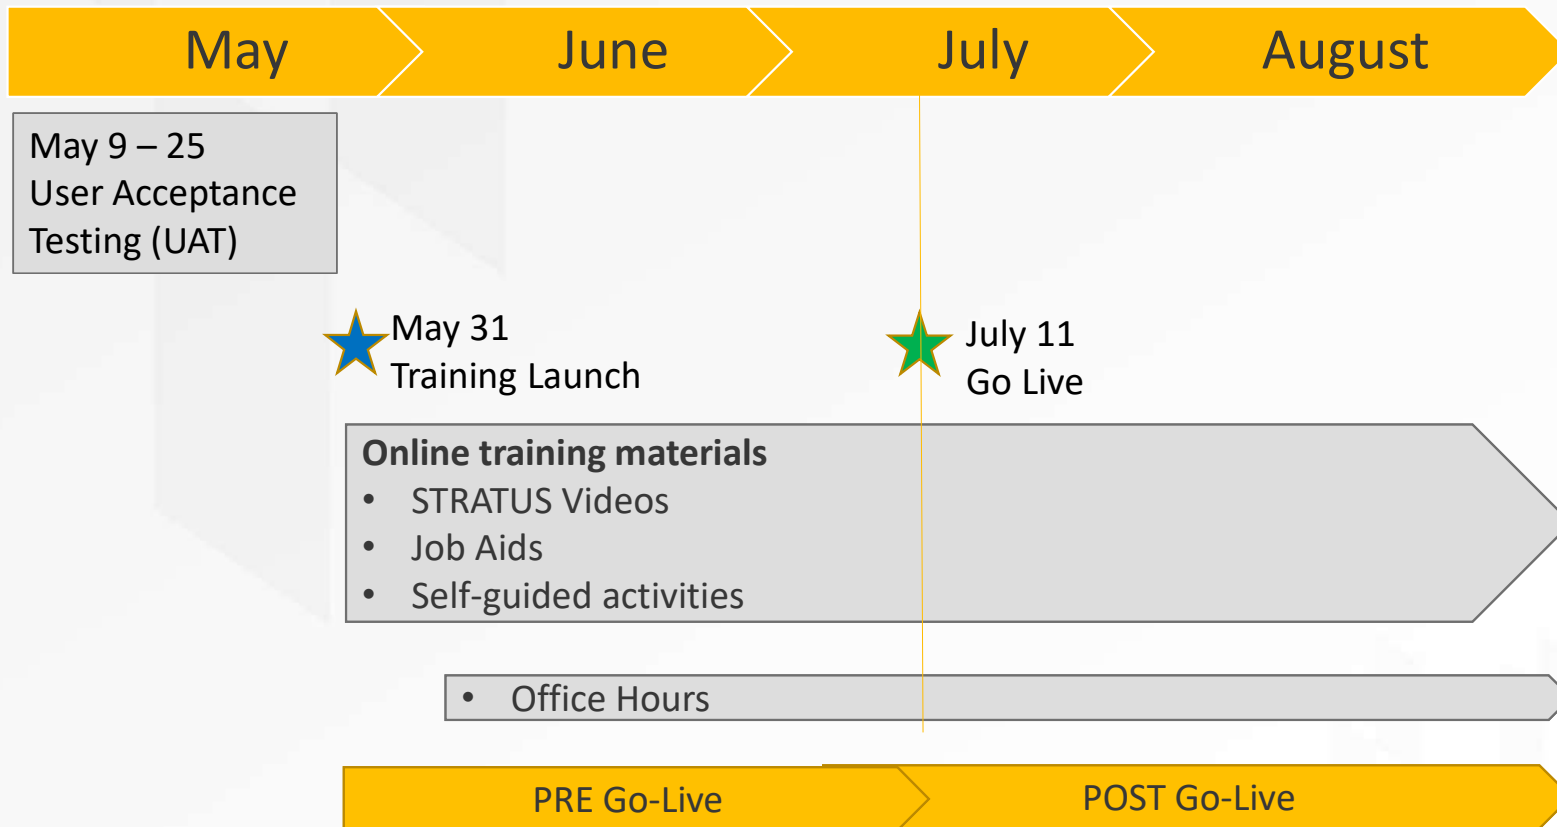 May
June
July
August
May 9 – 25
User Acceptance
Testing (UAT)
May 31
Training Launch
July 11
Go Live
Online training materials
• STRATUS Videos
• Job Aids
• Self-guided activities
• Office Hours
PRE Go-Live
POST Go-Live